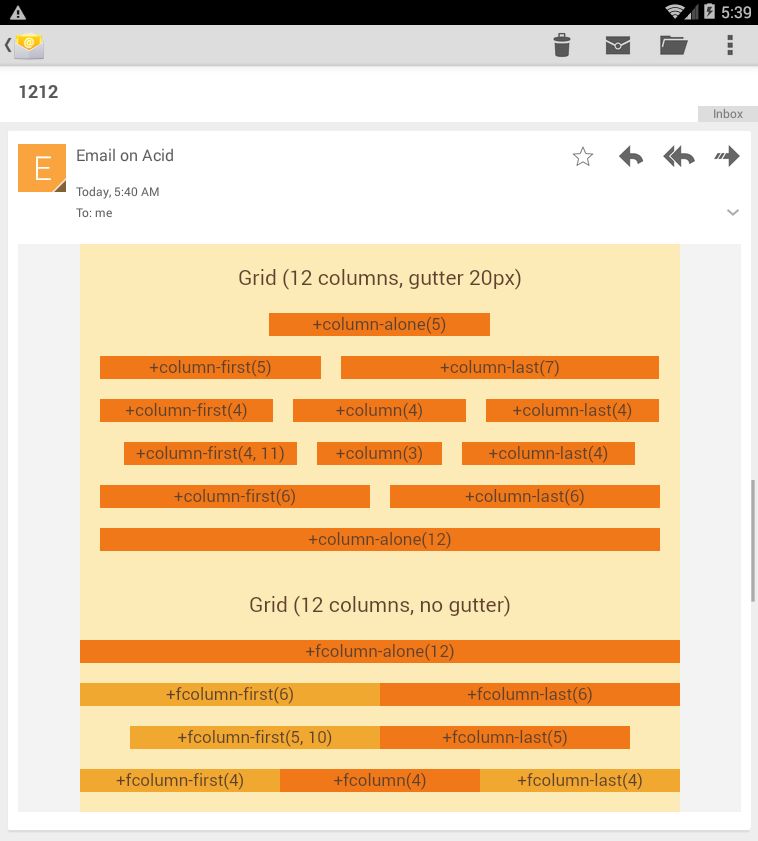 5:39
@
1212
Inbox
E
Email on Acid
Today, 5:40 AM
To: me
Grid (12 columns, gutter 20px)
+column-alone(5)
+column-first(5) +column-last(7)
+column-first(4) +column(4) +column-last(4)
+column-first(4, 11) +column(3) +column-last(4)
+column-first(6) +column-last(6)
+column-alone(12)
Grid (12 columns, no gutter)
+fcolumn-alone(12)
+fcolumn-first(6) +fcolumn-last(6)
+fcolumn-first(5, 10) +fcolumn-last(5)
+fcolumn-first(4) +fcolumn(4) +fcolumn-last(4)